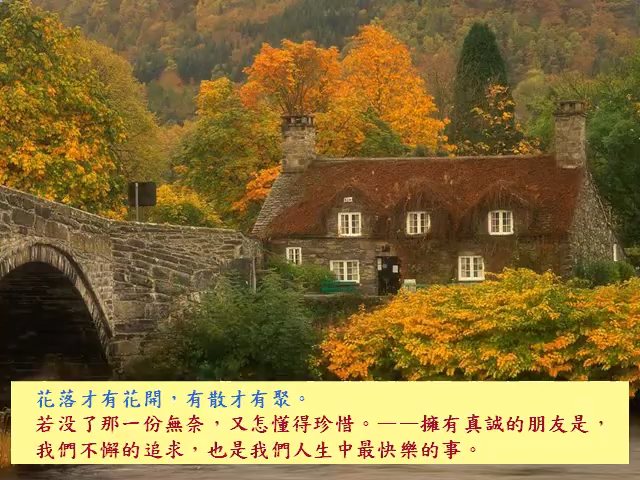 花落才有花開，有散才有聚。
若没了那一份無奈，又怎懂得珍惜。——擁有真誠的朋友是，
我們不懈的追求，也是我們人生中最快樂的事。